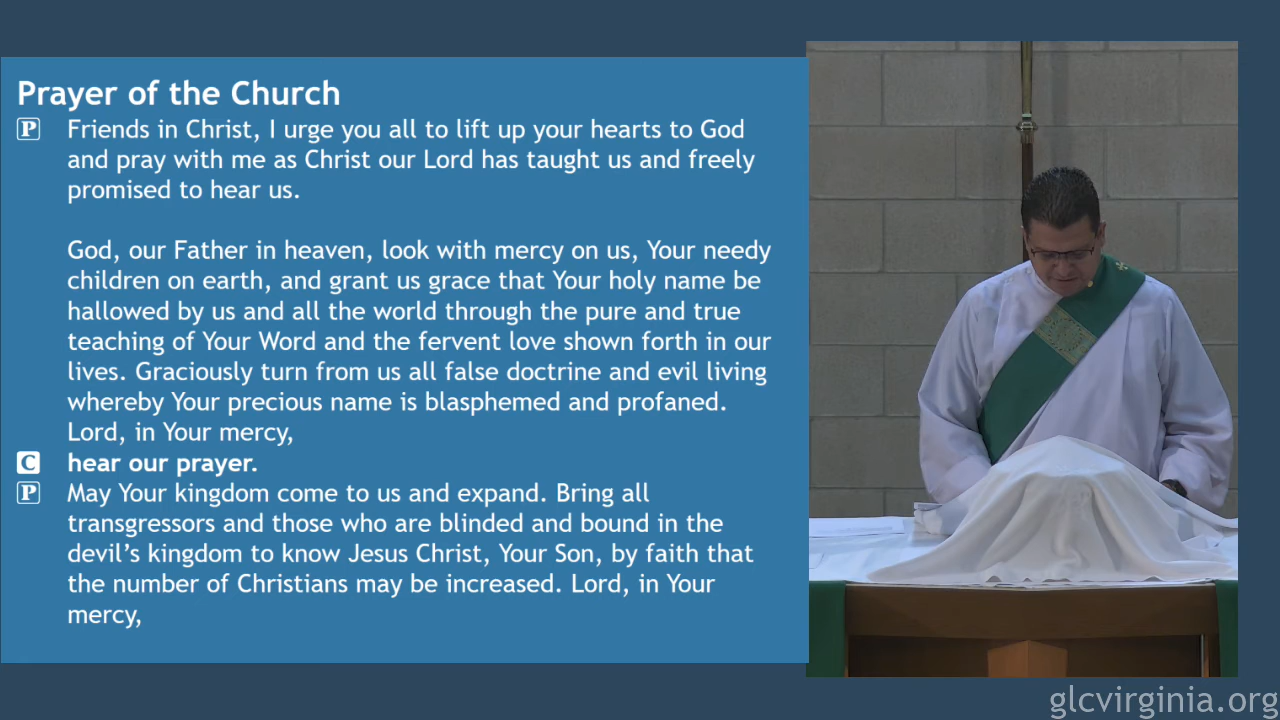 Prayer of the Church
P Friends in Christ, I urge you all to lift up your hearts to God
and pray with me as Christ our Lord has taught us and freely
promised to hear us.
God, our Father in heaven, look with mercy on us, Your needy
children on earth, and grant us grace that Your holy name be
hallowed by us and all the world through the pure and true
teaching of Your Word and the fervent love shown forth in our
lives. Graciously turn from us all false doctrine and evil living
whereby Your precious name is blasphemed and profaned.
Lord, in Your mercy,
C hear our prayer.
P May Your kingdom come to us and expand. Bring all
transgressors and those who are blinded and bound in the
devil’s kingdom to know Jesus Christ, Your Son, by faith that
the number of Christians may be increased. Lord, in Your
mercy,
glcvirginia.org